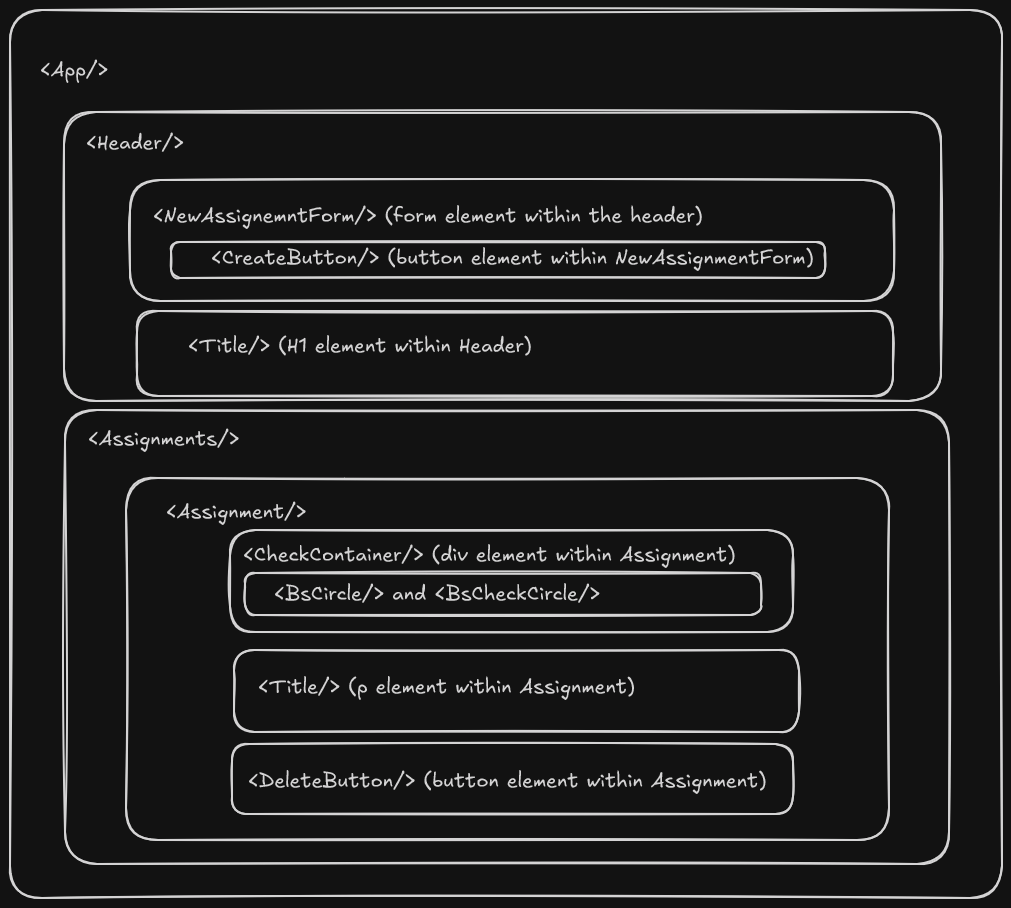 <App/>
<Header/>
<NewAssignemntForm/> (form element within the header)
<CreateButton/> (button element within NewAssignmentForm)
<Title/> (H1 element within Header)
<Assignments/>
<Assignment/>
<CheckContainer/> (div element within Assignment)
<BsCircle/> and <BsCheckCircle/>
<Title/> (p element within Assignment)
<DeleteButton/> (button element within Assignment)